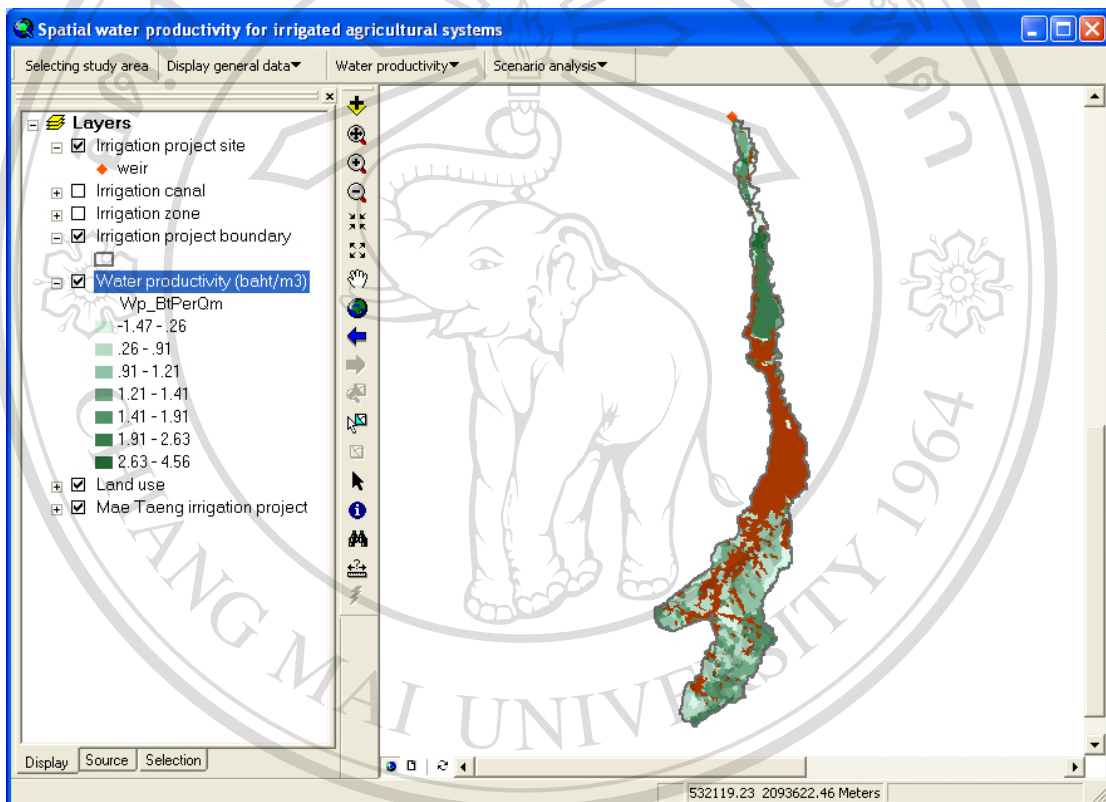 Spatial water productivity for irrigated agricultural systems
Selecting study area Display general data Water productivity Scenario analysis
Layers
Irrigation project site
weir
Irrigation canal
Irrigation zone
Irrigation project boundary
Water productivity (baht/m3)
Wp_BtPerQm
-1.47 - .26
.26 - .91
.91 - 1.21
1.21 - 1.41
1.41 - 1.91
1.91 - 2.63
2.63 - 4.56
Land use
Mae Taeng irrigation project
Display Source Selection
532119.23 2093622.46 Meters
CHIANG MAI UNIVERSITY 1964